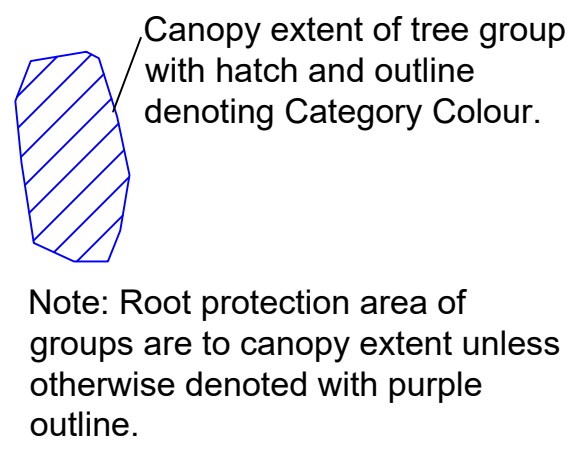 Canopy extent of tree group
with hatch and outline
denoting Category Colour.
Note: Root protection area of
groups are to canopy extent unless
otherwise denoted with purple
outline.